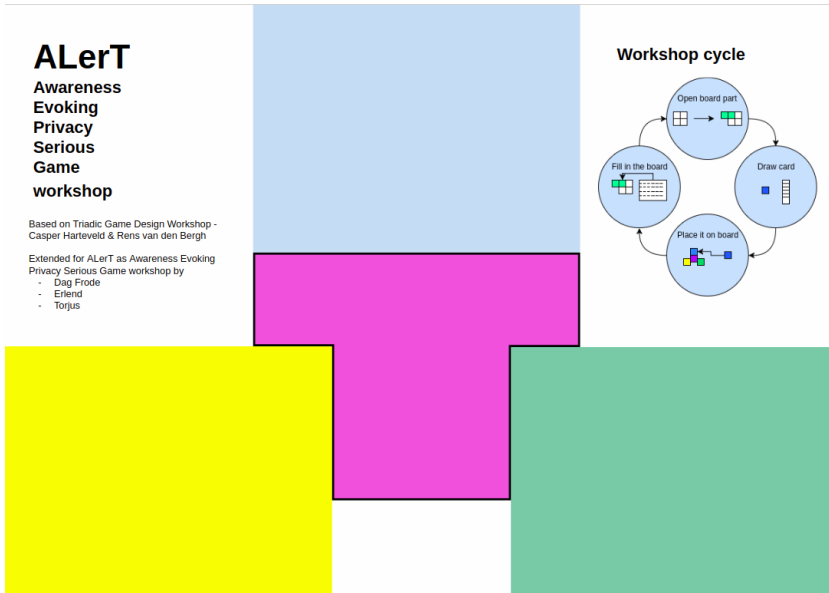 ALerT
Awareness
Evoking
Privacy
Serious
Game
workshop
Based on Triadic Game Design Workshop -
Casper Harteveld & Rens van den Bergh
Extended for ALerT as Awareness Evoking
Privacy Serious Game workshop by
- Dag Frode
- Erlend
- Torjus
Workshop cycle
Open board part
Fill in the board
Draw card
Place it on board